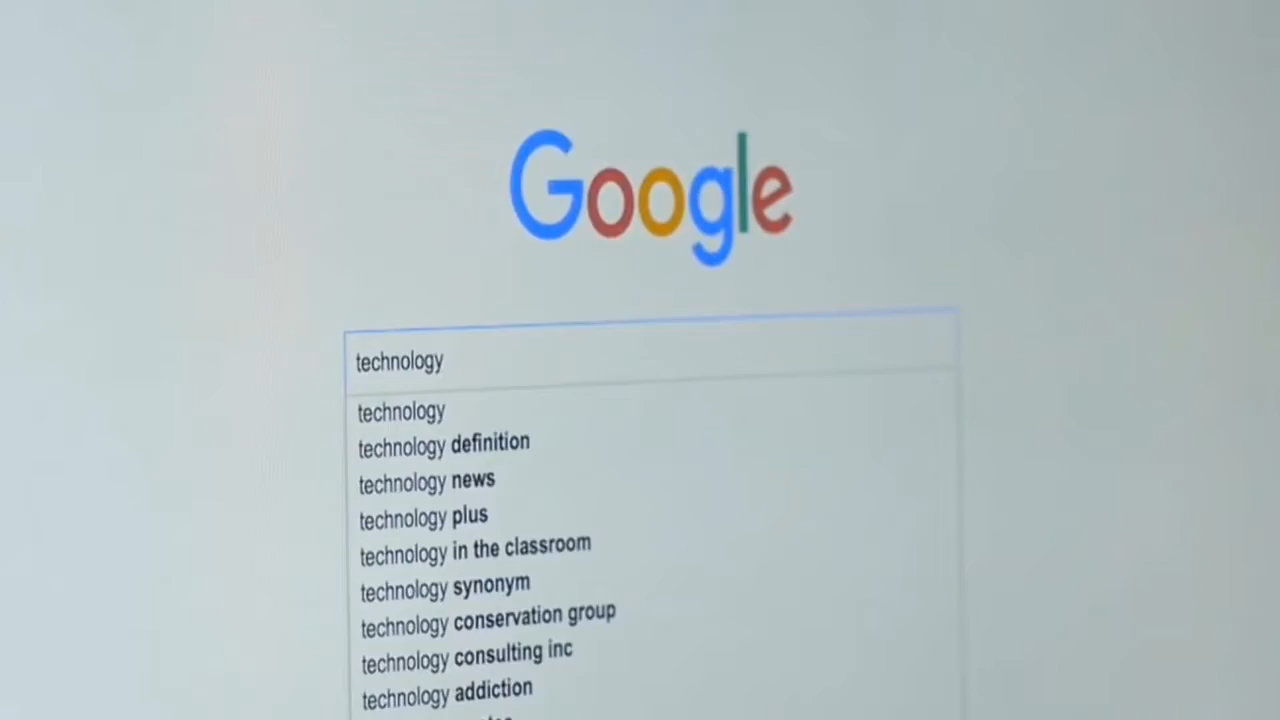 Google
technology
technology
technology definition
technology news
technology plus
technology in the classroom
technology synonym
technology conservation group
technology consulting inc
technology addiction